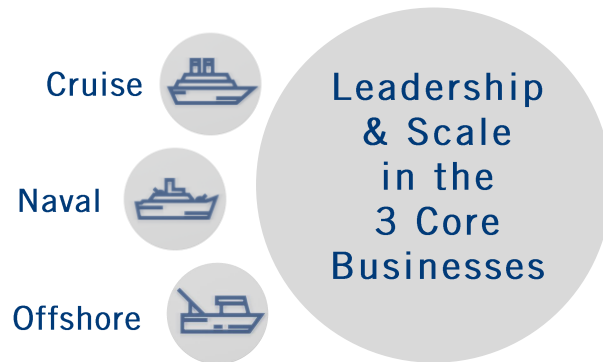 Cruise
Naval
Offshore
Leadership
& Scale
in the
3 Core
Businesses